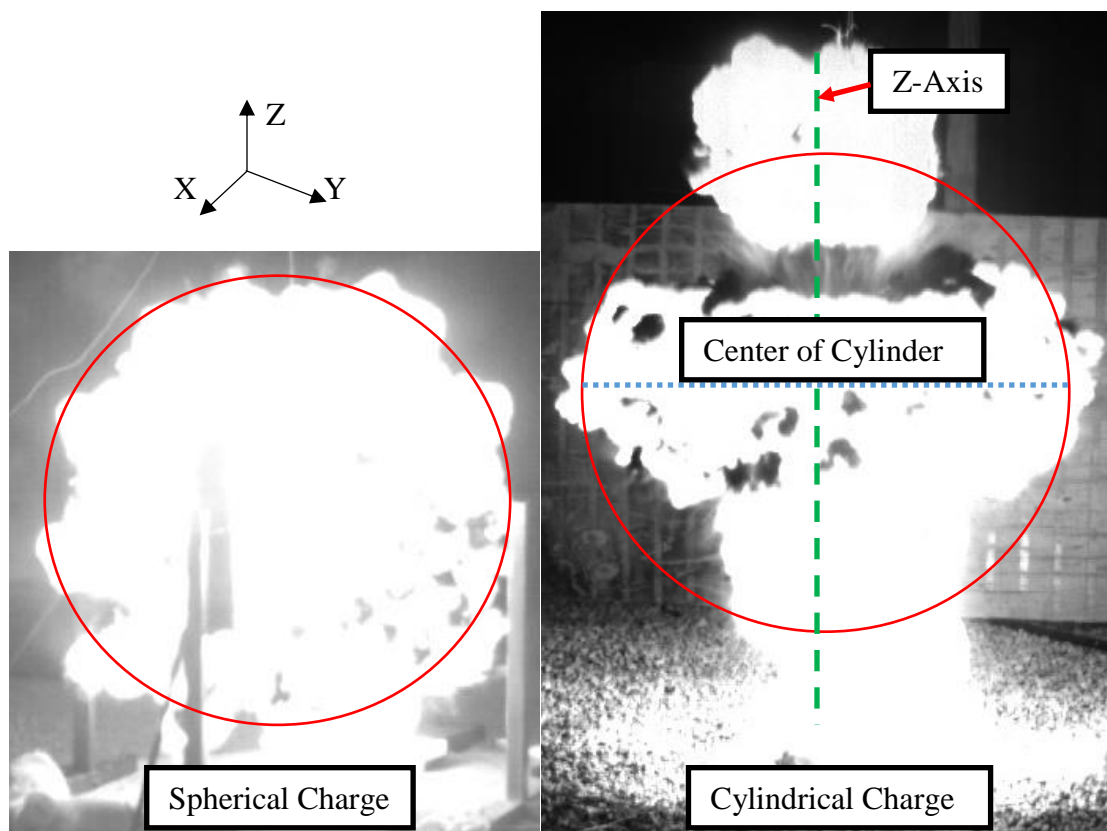 Z
X
Y
Z-Axis
Center of Cylinder
Spherical Charge
Cylindrical Charge